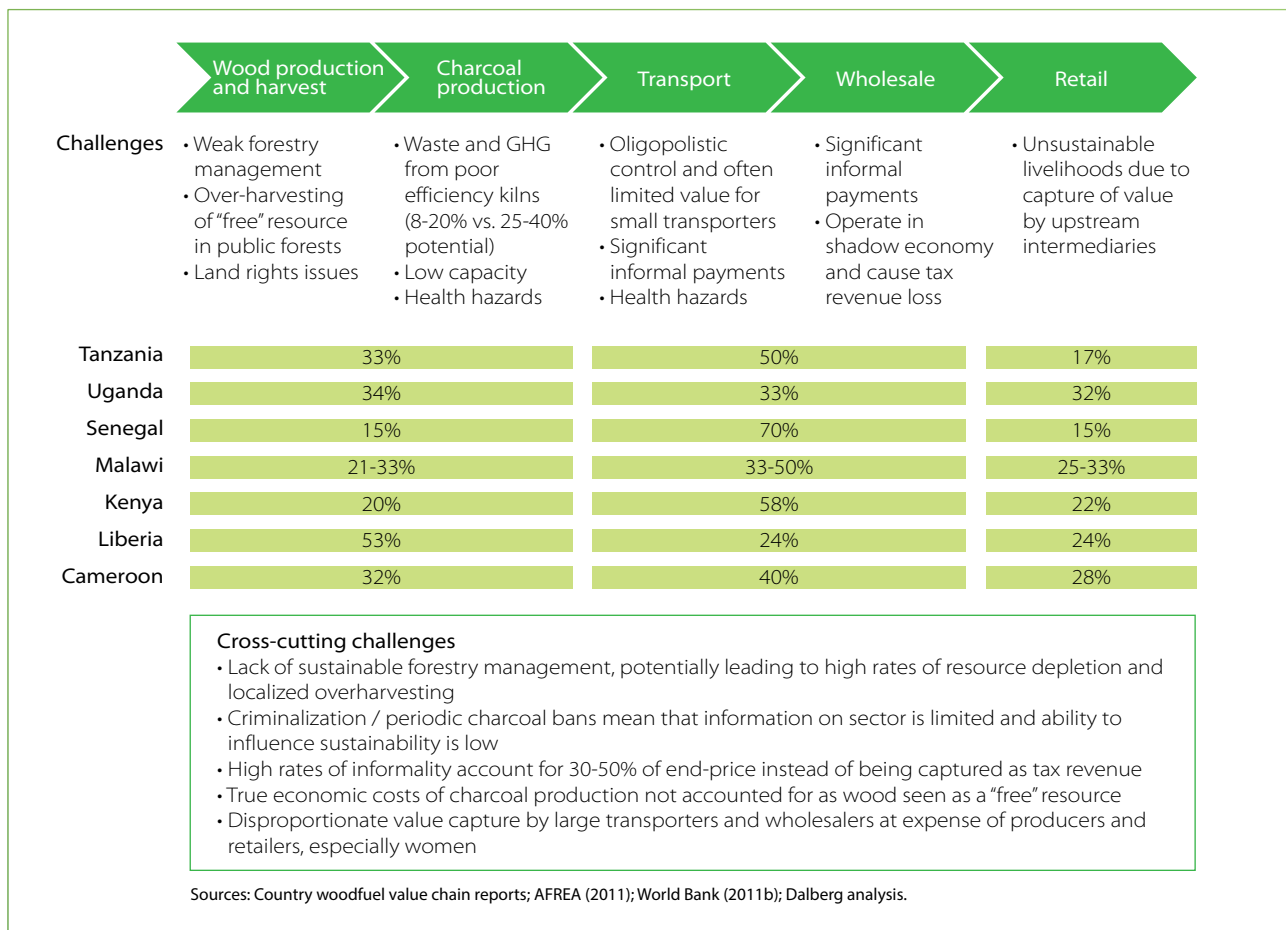 Wood production
and harvest
Charcoal
production
Transport
Wholesale
Retail
Challenges
• Weak forestry
management
• Over-harvesting
of “free” resource
in public forests
• Land rights issues
• Waste and GHG
from poor
efficiency kilns
(8-20% vs. 25-40%
potential)
• Low capacity
• Health hazards
• Oligopolistic
control and often
limited value for
small transporters
• Significant
informal payments
• Health hazards
• Significant
informal
payments
• Operate in
shadow economy
and cause tax
revenue loss
• Unsustainable
livelihoods due to
capture of value
by upstream
intermediaries
Tanzania 33% 50% 17%
Uganda 34% 33% 32%
Senegal 15% 70% 15%
Malawi 21-33% 33-50% 25-33%
Kenya 20% 58% 22%
Liberia 53% 24% 24%
Cameroon 32% 40% 28%
Cross-cutting challenges
• Lack of sustainable forestry management, potentially leading to high rates of resource depletion and
localized overharvesting
• Criminalization / periodic charcoal bans mean that information on sector is limited and ability to
influence sustainability is low
• High rates of informality account for 30-50% of end-price instead of being captured as tax revenue
• True economic costs of charcoal production not accounted for as wood seen as a “free” resource
• Disproportionate value capture by large transporters and wholesalers at expense of producers and
retailers, especially women
Sources: Country woodfuel value chain reports; AFREA (2011); World Bank (2011b); Dalberg analysis.